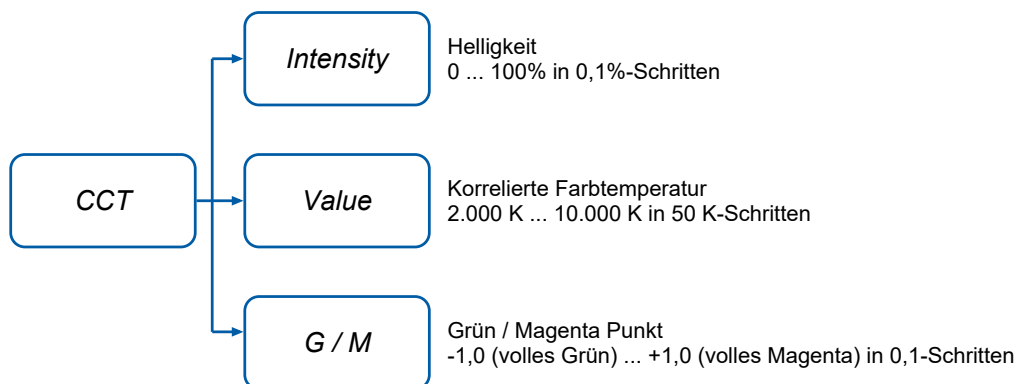 Intensity
Helligkeit
0 ... 100% in 0,1%-Schritten
CCT
Value
Korrelierte Farbtemperatur
2.000 K ... 10.000 K in 50 K-Schritten
G / M
Grün / Magenta Punkt
-1,0 (volles Grün) ... +1,0 (volles Magenta) in 0,1-Schritten